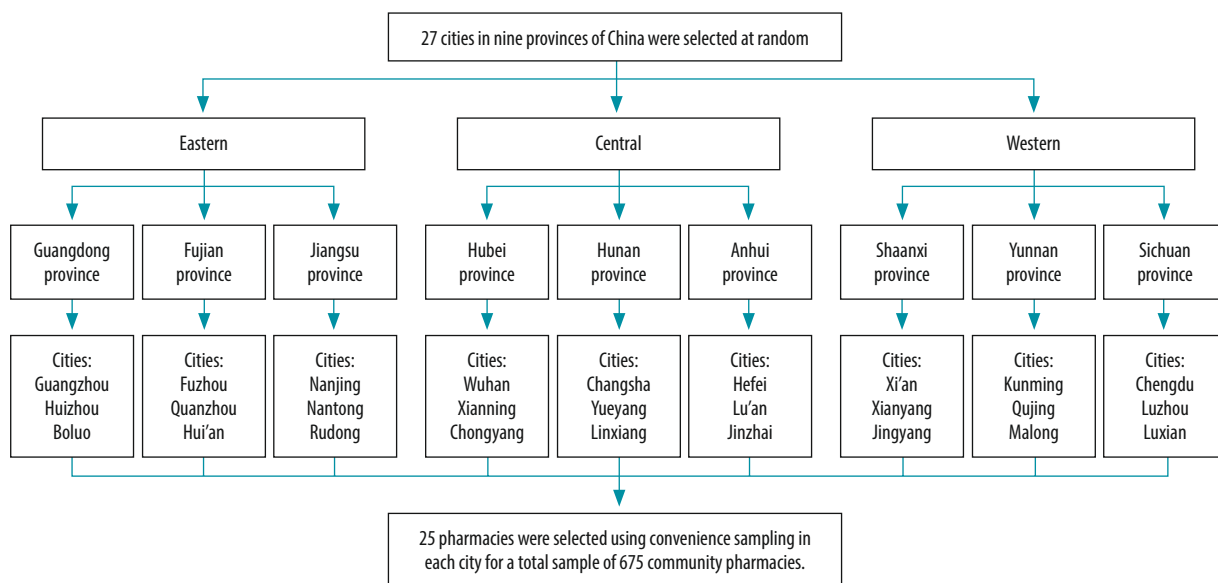 27 cities in nine provinces of China were selected at random
Eastern
Central
Western
Guangdong
province
Fujian
province
Jiangsu
province
Hubei
province
Hunan
province
Anhui
province
Shaanxi
province
Yunnan
province
Sichuan
province
Cities:
Guangzhou
Huizhou
Boluo
Cities:
Fuzhou
Quanzhou
Hui'an
Cities:
Nanjing
Nantong
Rudong
Cities:
Wuhan
Xianning
Chongyang
Cities:
Changsha
Yueyang
Linxiang
Cities:
Hefei
Lu'an
Jinzhai
Cities:
Xi'an
Xianyang
Jingyang
Cities:
Kunming
Qujing
Malong
Cities:
Chengdu
Luzhou
Luxian
25 pharmacies were selected using convenience sampling in
each city for a total sample of 675 community pharmacies.